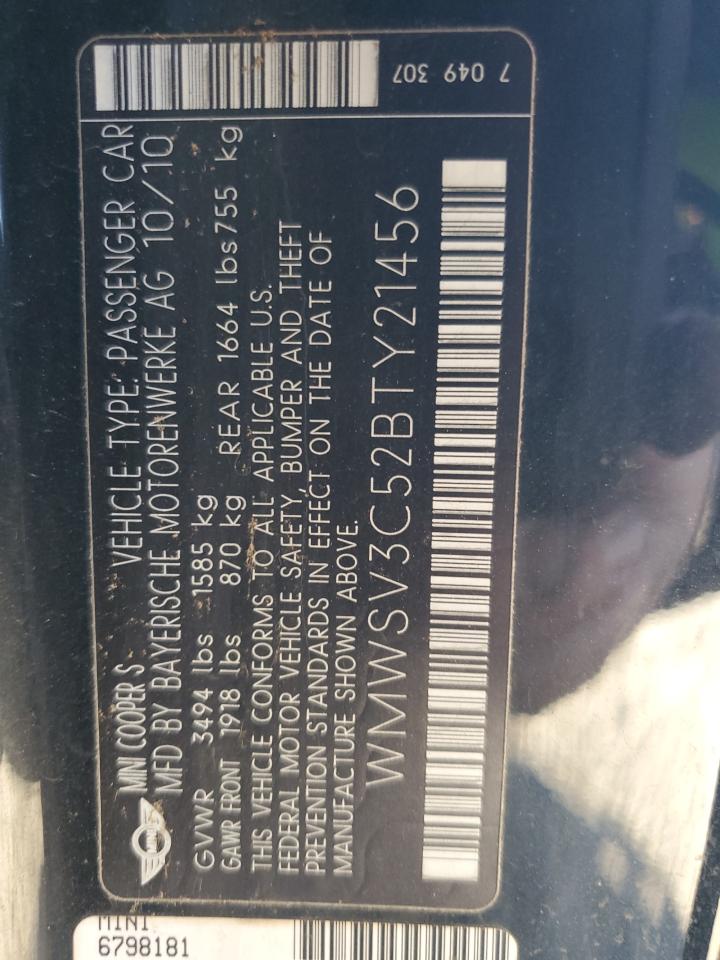 7 049 307
MINI COOPER S VEHICLE TYPE: PASSENGER CAR
MFD BY BAYERISCHE MOTORENWERKE AG 10/10
GVWR 3494 lbs 1585 kg
GAWR FRONT 1918 lbs 870 kg REAR 1664 lbs 755 kg
THIS VEHICLE CONFORMS TO ALL APPLICABLE U.S.
FEDERAL MOTOR VEHICLE SAFETY, BUMPER AND THEFT
PREVENTION STANDARDS IN EFFECT ON THE DATE OF
MANUFACTURE SHOWN ABOVE.
WMWSV3C52BTY21456
MINI
6798181